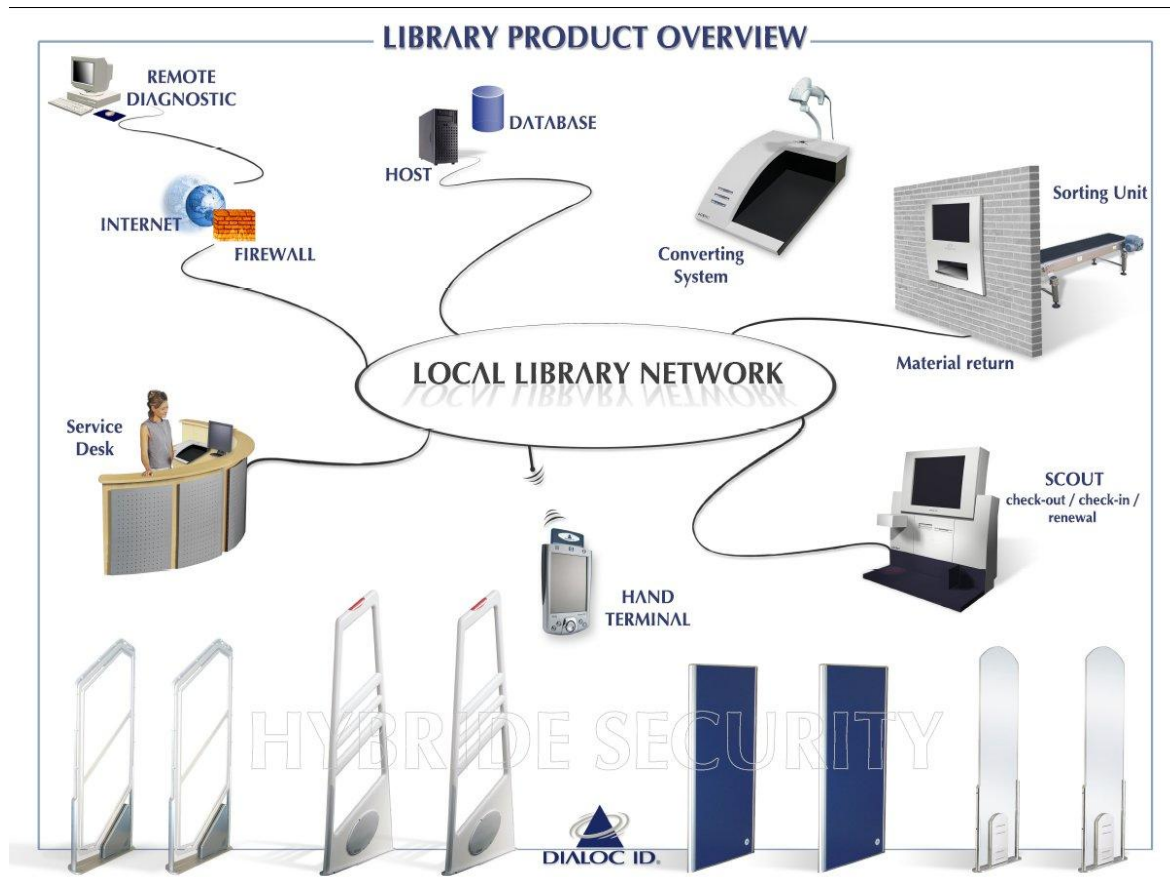 LIBRARY PRODUCT OVERVIEW
REMOTE
DIAGNOSTIC
DATABASE
HOST
INTERNET
FIREWALL
Converting
System
Sorting Unit
Material return
LOCAL LIBRARY NETWORK
Service
Desk
SCOUT
check-out / check-in /
renewal
HAND
TERMINAL
HYBRIDE SECURITY
DIALOC ID.